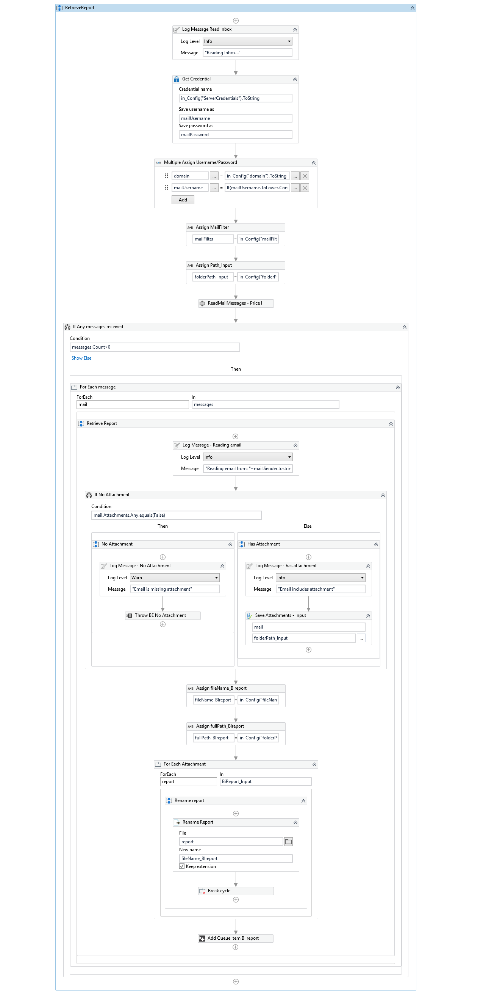 RetrieveReport
Log Message Read Inbox
Log Level Info
Message "Reading Inbox..."
Get Credential
Credential name
in_Config("ServerCredentials").ToString
Save username as
mailUsername
Save password as
mailPassword
A•B Multiple Assign Username/Password
domain ... = in_Config("domain").ToString ...
mailUsername ... = If(mailUsername.ToLower.Con ...
Add
A•B Assign MailFilter
mailFilter = in_Config("mailFilt
A•B Assign Path_Input
folderPath_Input = in_Config("folderP
ReadMailMessages - Price I
If Any messages received
Condition
messages.Count>0
Show Else
Then
For Each message
ForEach In
mail messages
Retrieve Report
Log Message - Reading email
Log Level Info
Message "Reading email from: "+mail.Sender.tostrin
If No Attachment
Condition
mail.Attachments.Any.equals(False)
Then Else
No Attachment
Log Message - No Attachment
Log Level Warn
Message "Email is missing attachment"
Throw BE No Attachment
Has Attachment
Log Message - has attachment
Log Level Info
Message "Email includes attachment"
Save Attachments - Input
mail
folderPath_Input ...
A•B Assign fileName_BIreport
fileName_BIreport = in_Config("fileNam
A•B Assign fullPath_BIreport
fullPath_BIreport = in_Config("folderP
For Each Attachment
ForEach In
report BiReport_Input
Rename report
Rename Report
File
report
New name
fileName_BIreport
Keep extension
Break cycle
Add Queue Item BI report